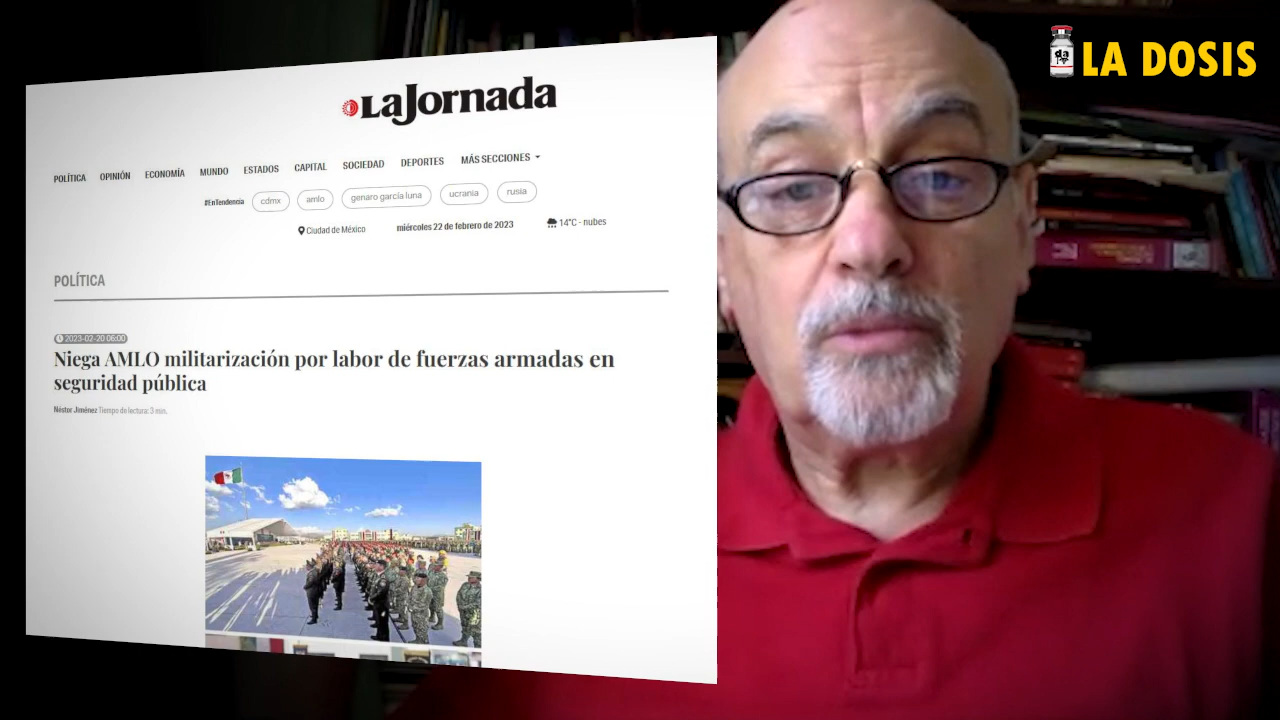 LA DOSIS
LaJornada
POLÍTICA OPINIÓN ECONOMÍA MUNDO ESTADOS CAPITAL SOCIEDAD DEPORTES MÁS SECCIONES
#EnTendencia cdmx amlo genaro garcía luna ucrania rusia
Ciudad de México miércoles 22 de febrero de 2023 14°C - nubes
POLÍTICA
2023-02-20 06:00
Niega AMLO militarización por labor de fuerzas armadas en
seguridad pública
Néstor Jiménez Tiempo de lectura: 3 min.